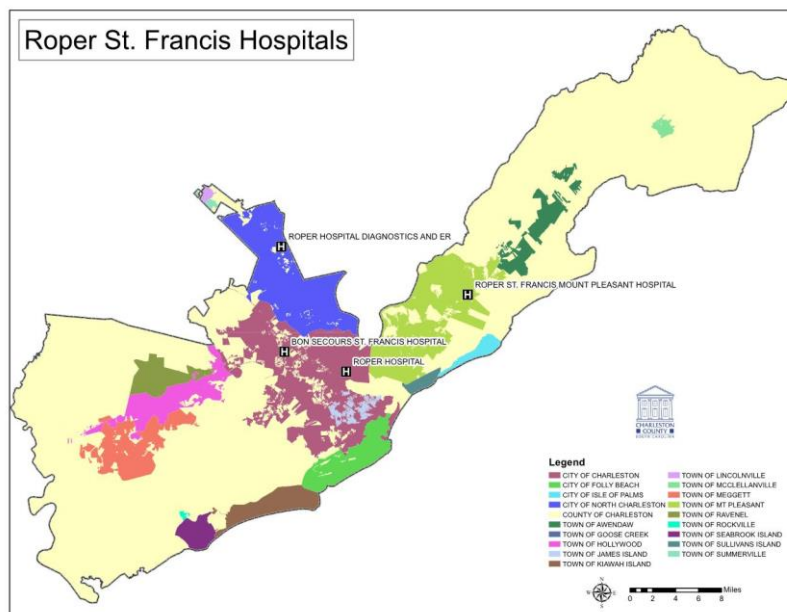 Roper St. Francis Hospitals
H ROPER HOSPITAL DIAGNOSTICS AND ER
H ROPER ST. FRANCIS MOUNT PLEASANT HOSPITAL
BON SECOURS ST. FRANCIS HOSPITAL
H
ROPER HOSPITAL
H
CHARLESTON
COUNTY
SOUTH CAROLINA
Legend
CITY OF CHARLESTON
CITY OF FOLLY BEACH
CITY OF ISLE OF PALMS
CITY OF NORTH CHARLESTON
COUNTY OF CHARLESTON
TOWN OF AWENDAW
TOWN OF GOOSE CREEK
TOWN OF HOLLYWOOD
TOWN OF JAMES ISLAND
TOWN OF KIAWAH ISLAND
TOWN OF LINCOLNVILLE
TOWN OF MCCLELLANVILLE
TOWN OF MEGGETT
TOWN OF MT PLEASANT
TOWN OF RAVENEL
TOWN OF ROCKVILLE
TOWN OF SEABROOK ISLAND
TOWN OF SULLIVANS ISLAND
TOWN OF SUMMERVILLE
N
W E
S
Miles
0 2 4 6 8